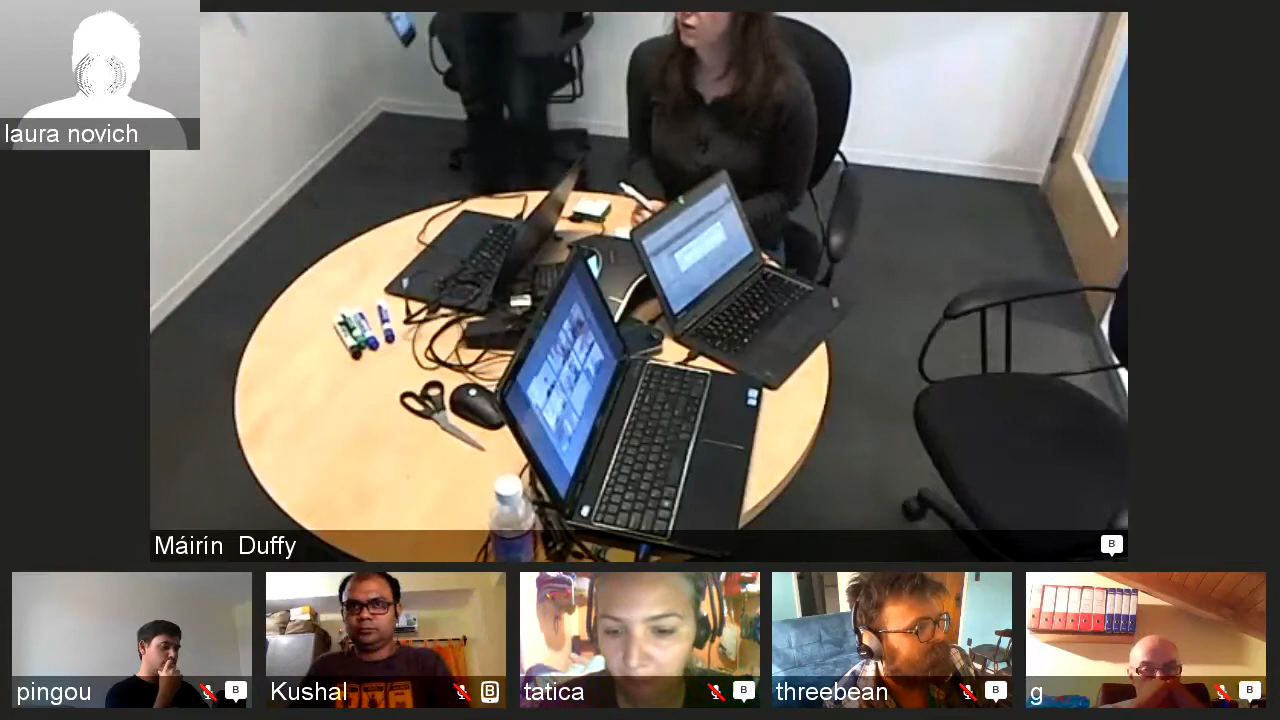 laura novich
Máirín Duffy
B
pingou
B
Kushal
B
tatica
B
threebean
B
g
B